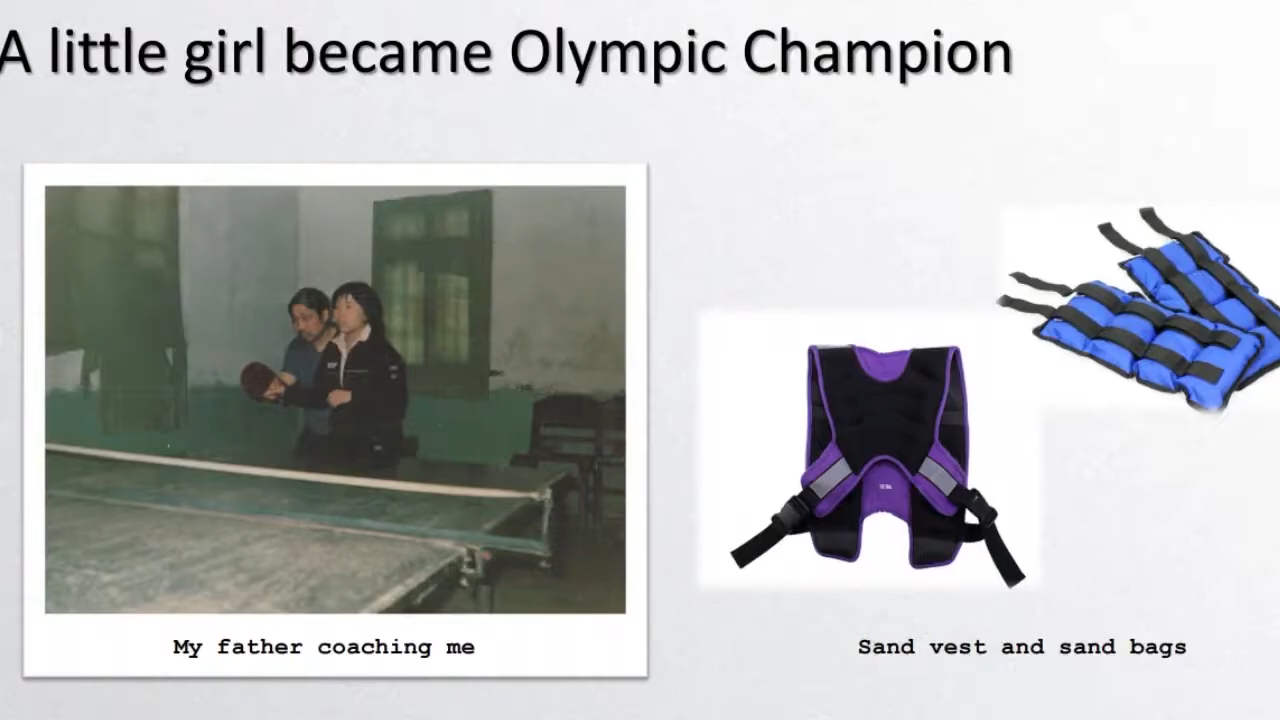 A little girl became Olympic Champion
My father coaching me
Sand vest and sand bags